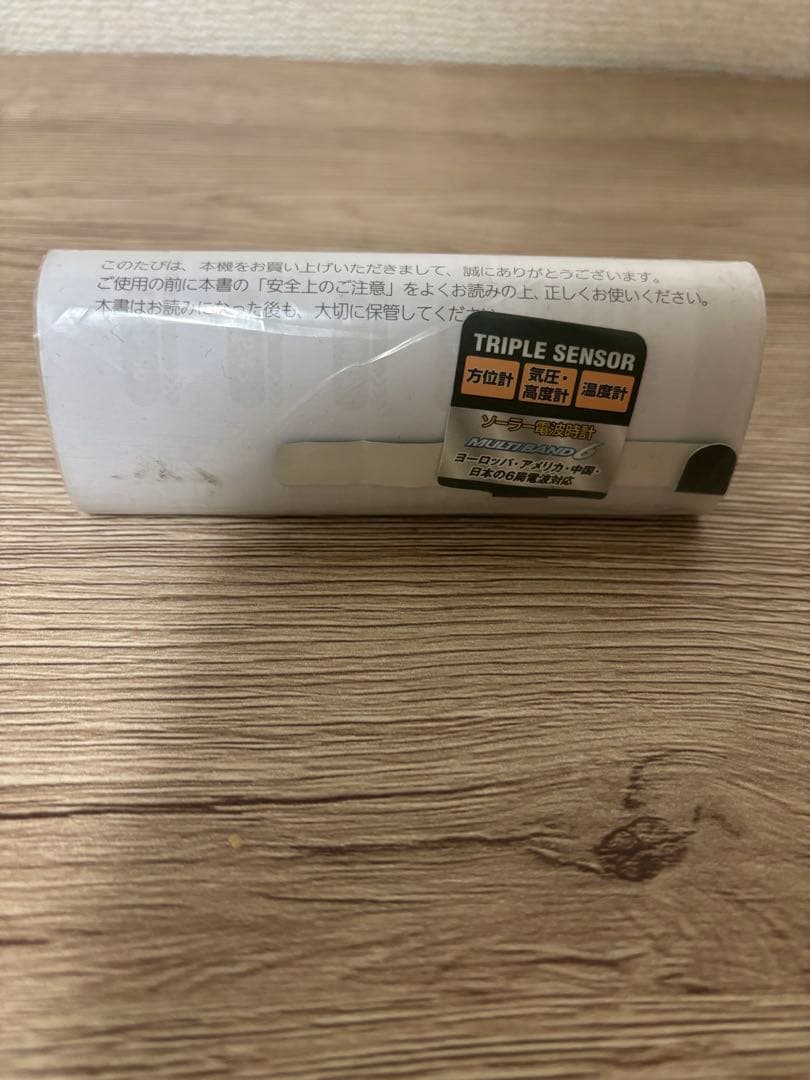 このたびは、本機をお買い上げいただきまして、誠にありがとうございます。
ご使用の前に本書の「安全上のご注意」をよくお読みの上、正しくお使いください。
本書はお読みになった後も、大切に保管してください
TRIPLE SENSOR
方位計
気圧・
高度計
温度計
ソーラー電波時計
MULTI BAND 6
ヨーロッパ・アメリカ・中国・
日本の6局電波対応